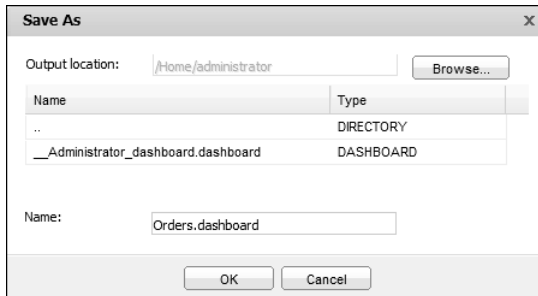 Save As x
Output location: /Home/administrator Browse...
Name Type
.. DIRECTORY
__Administrator_dashboard.dashboard DASHBOARD
Name: Orders.dashboard
OK Cancel